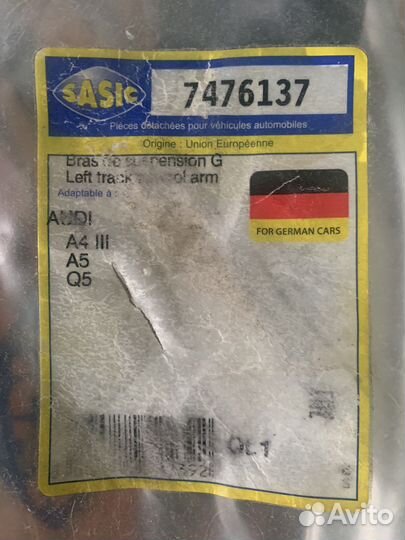 SASIC
7476137
Pièces détachées pour véhicules automobiles
Origine : Union Européenne
Bras de suspension G
Left track control arm
Adaptable à :
AUDI
A4 III
A5
Q5
FOR GERMAN CARS
QL1
Avito